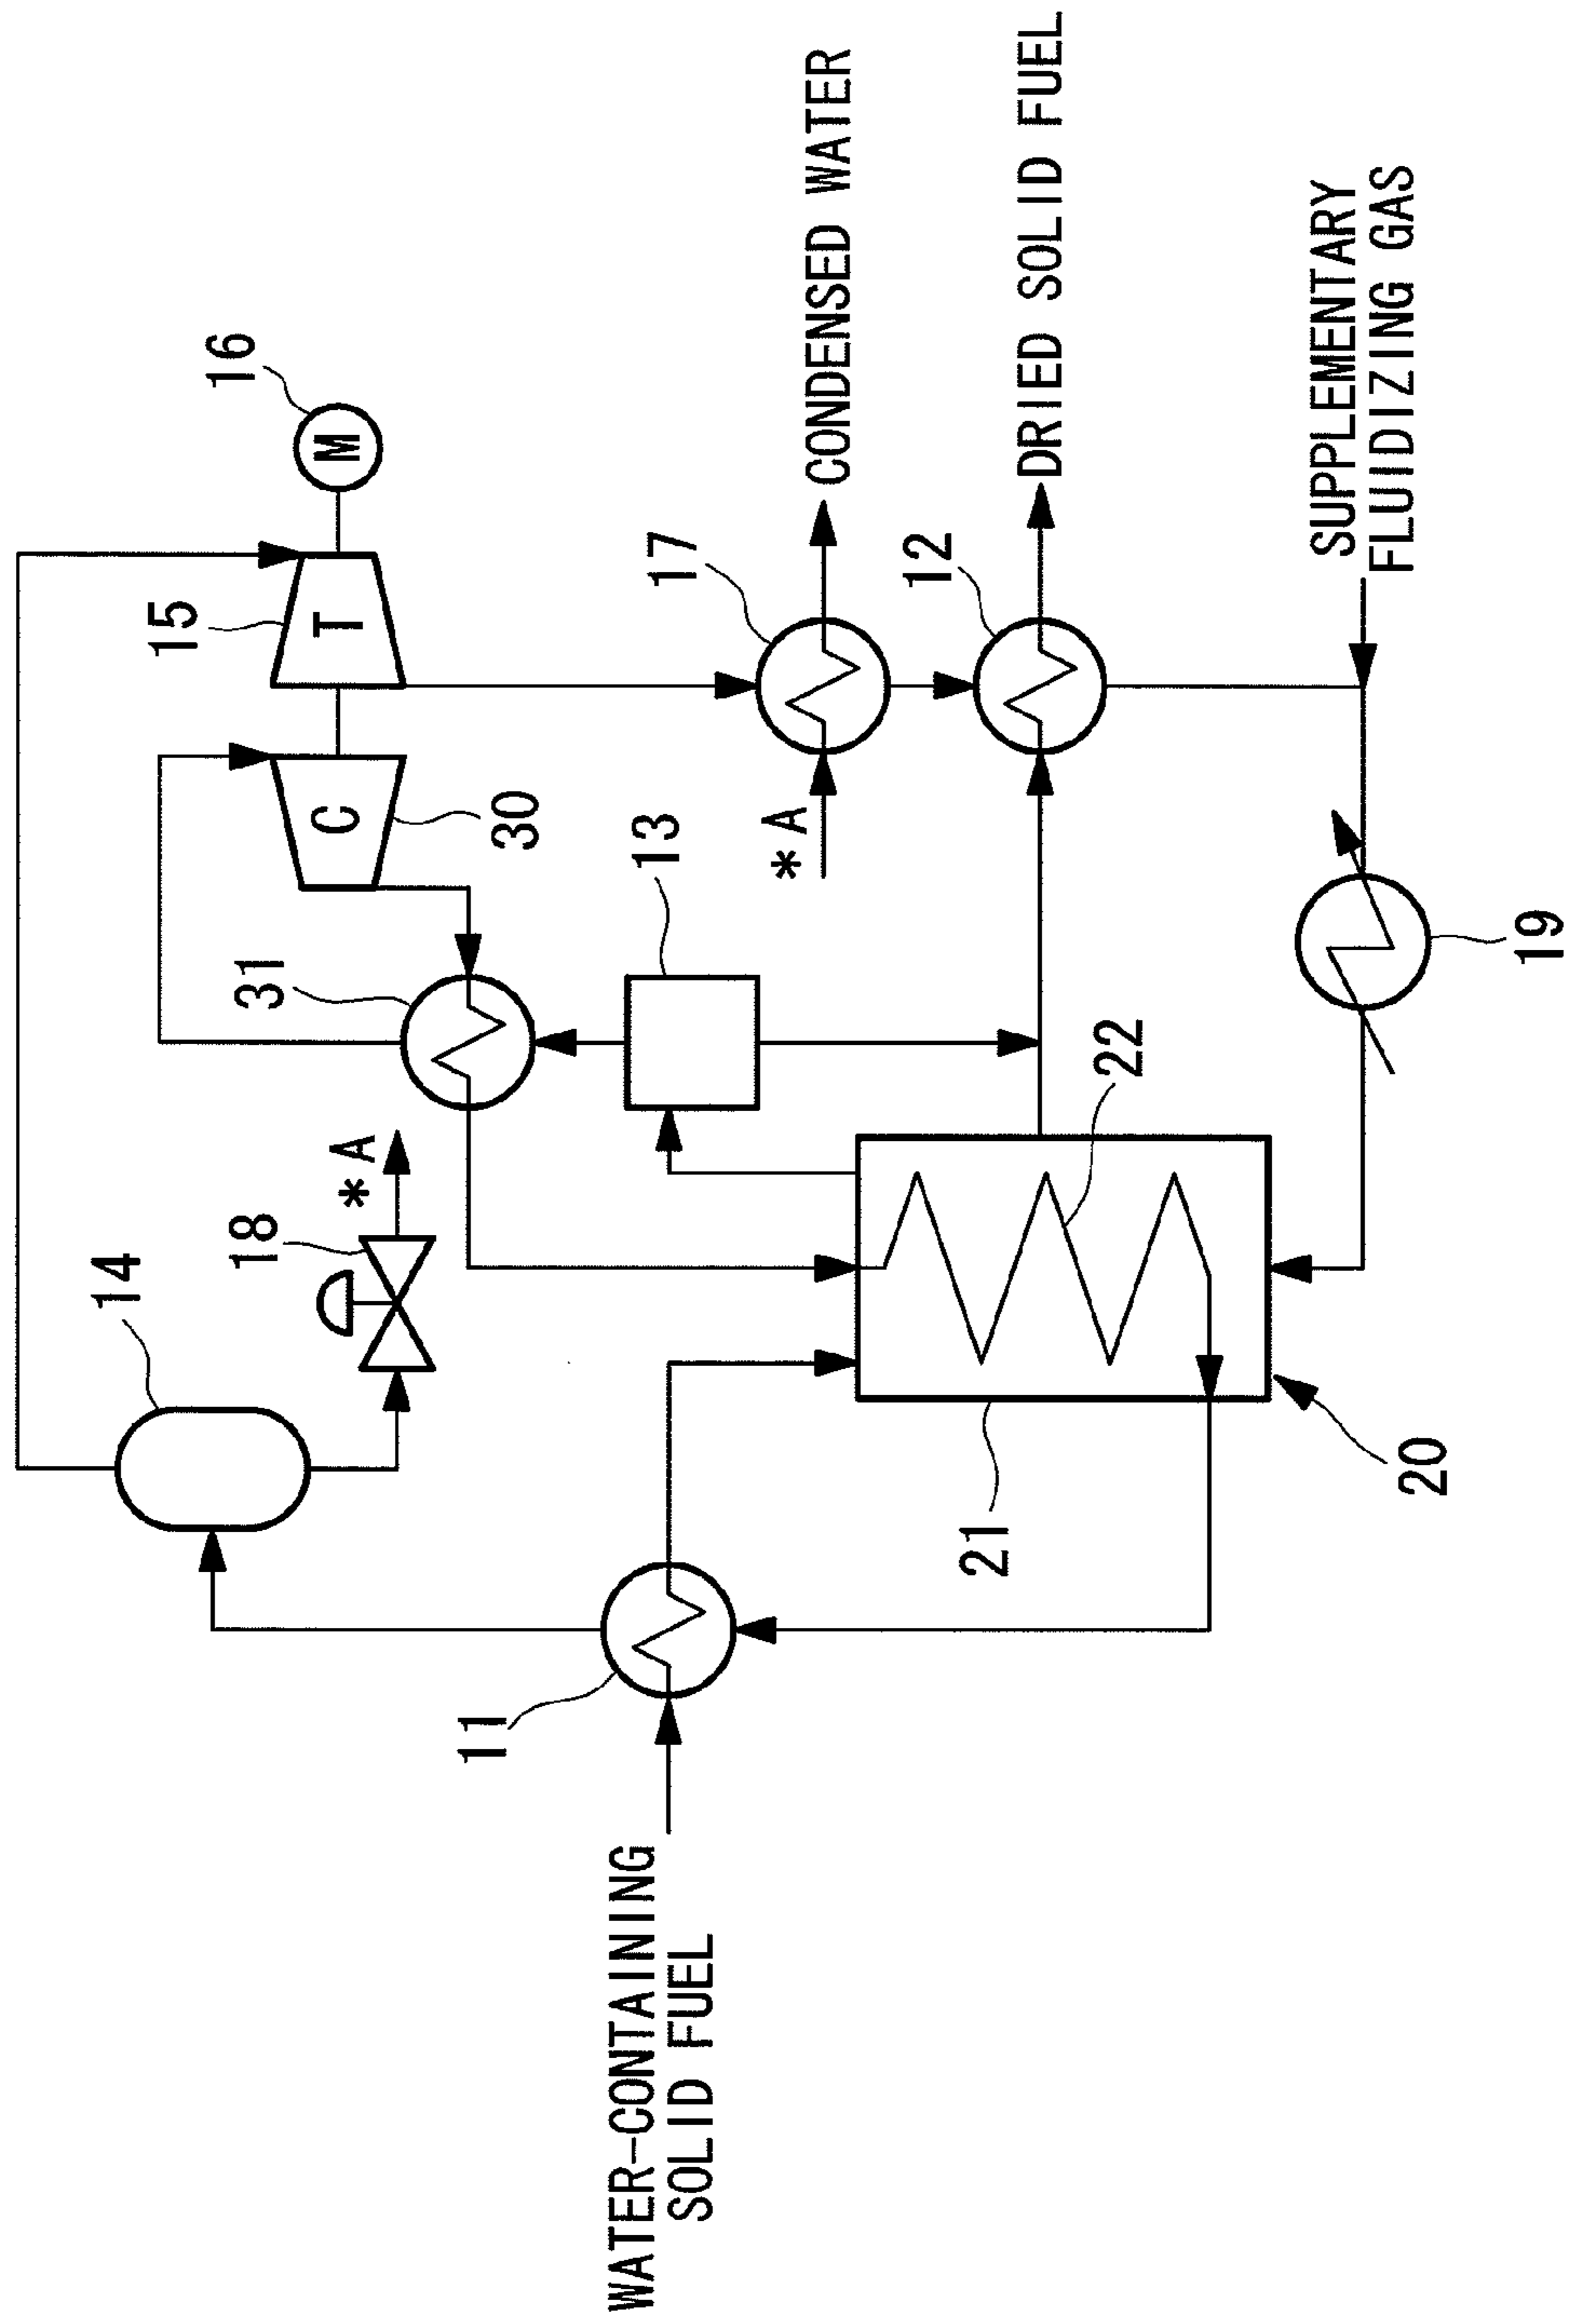 14
15
16
T
M
C
30
31
18
*A
13
17
*A
CONDENSED WATER
12
DRIED SOLID FUEL
11
WATER-CONTAINING
SOLID FUEL
22
21
20
19
SUPPLEMENTARY
FLUIDIZING GAS